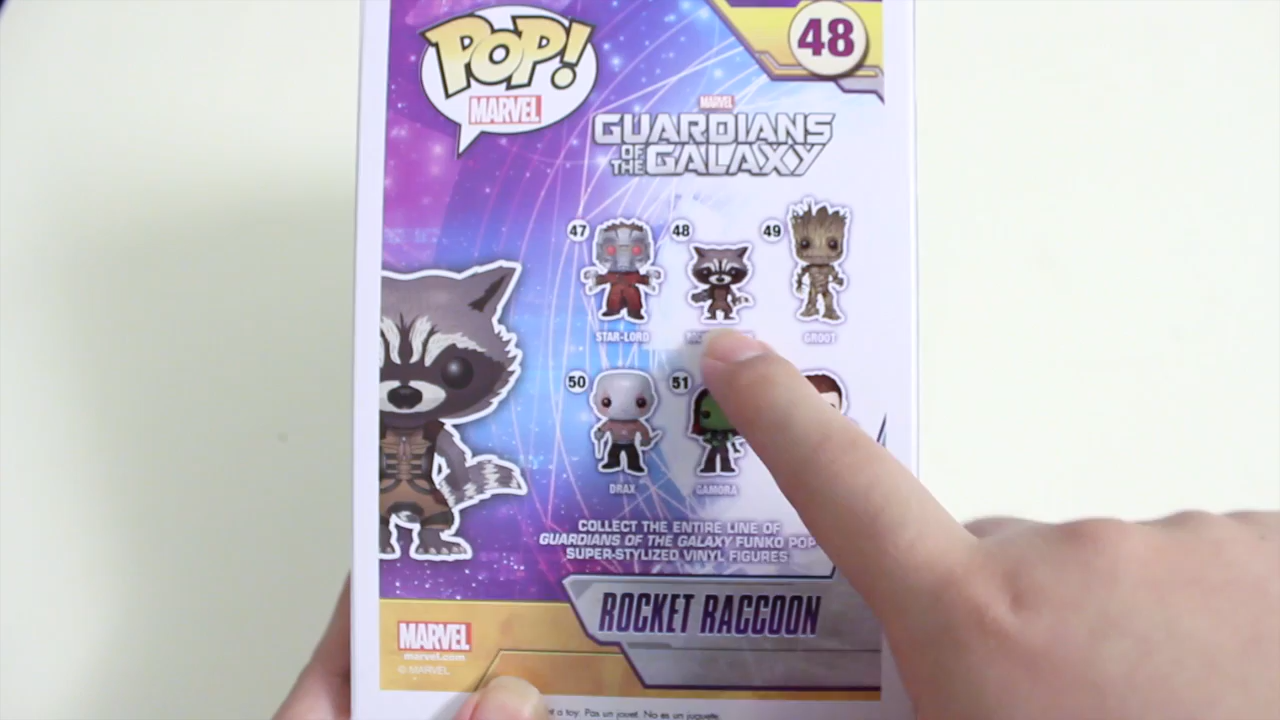 POP!
MARVEL
48
MARVEL
GUARDIANS
OF THE GALAXY
47
48
49
STAR-LORD
GROOT
50
51
DRAX
GAMORA
COLLECT THE ENTIRE LINE OF
GUARDIANS OF THE GALAXY FUNKO POP
SUPER-STYLIZED VINYL FIGURES
ROCKET RACCOON
MARVEL
marvel.com
© MARVEL
a toy. Pas un jouet. No es un juguete.